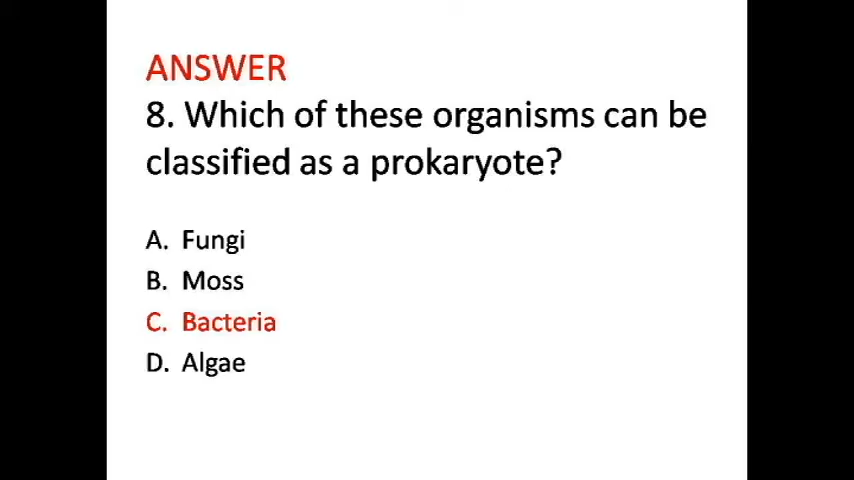 ANSWER
8. Which of these organisms can be
classified as a prokaryote?
A. Fungi
B. Moss
C. Bacteria
D. Algae